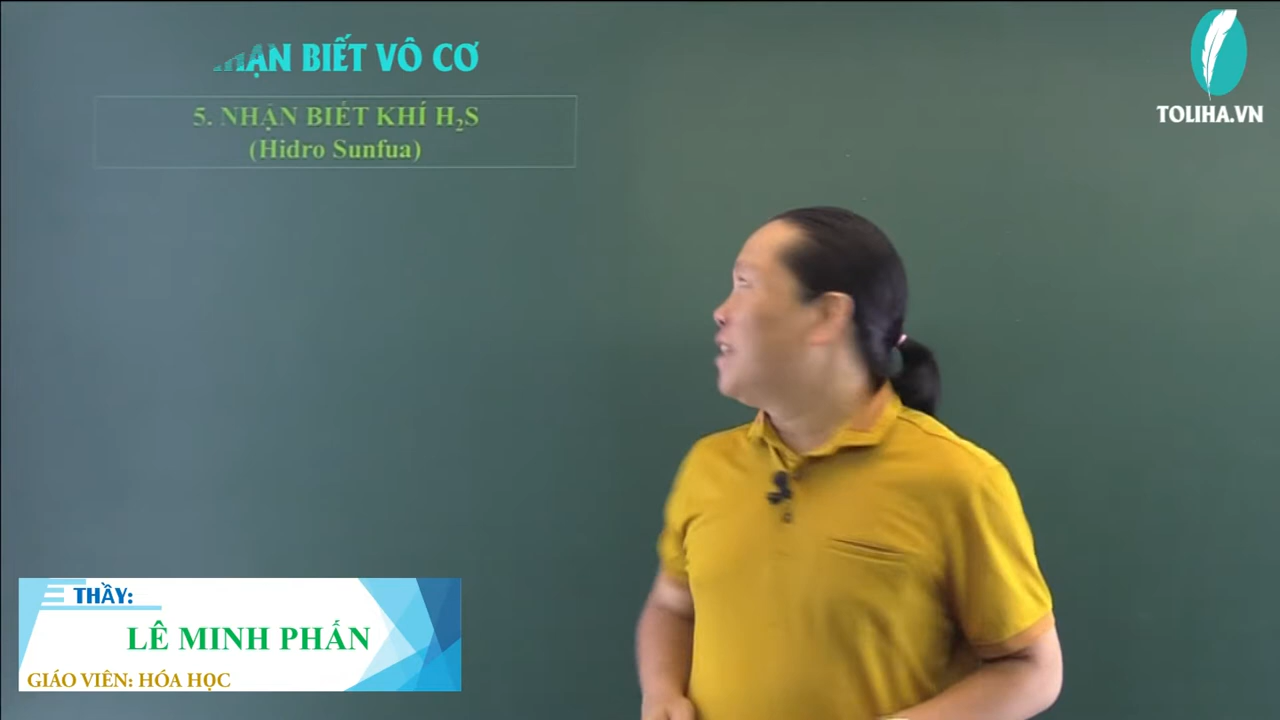 BIẾT VÔ CƠ
TOLIHA.VN
5. NHẬN BIẾT KHÍ H₂S
(Hidro Sunfua)
THẦY:
LÊ MINH PHẤN
GIÁO VIÊN: HÓA HỌC